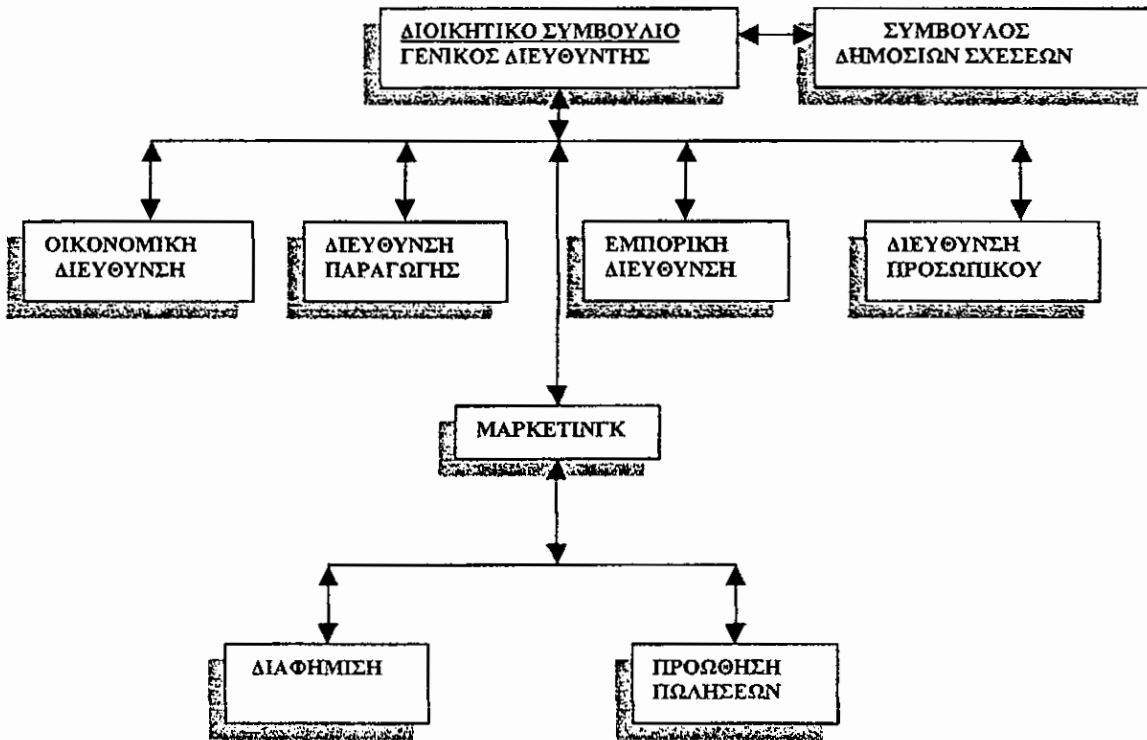 ΔΙΟΙΚΗΤΙΚΟ ΣΥΜΒΟΥΛΙΟ
ΓΕΝΙΚΟΣ ΔΙΕΥΘΥΝΤΗΣ
ΣΥΜΒΟΥΛΟΣ
ΔΗΜΟΣΙΩΝ ΣΧΕΣΕΩΝ
ΟΙΚΟΝΟΜΙΚΗ
ΔΙΕΥΘΥΝΣΗ
ΔΙΕΥΘΥΝΣΗ
ΠΑΡΑΓΩΓΗΣ
ΕΜΠΟΡΙΚΗ
ΔΙΕΥΘΥΝΣΗ
ΔΙΕΥΘΥΝΣΗ
ΠΡΟΣΩΠΙΚΟΥ
ΜΑΡΚΕΤΙΝΓΚ
ΔΙΑΦΗΜΙΣΗ
ΠΡΟΩΘΗΣΗ
ΠΩΛΗΣΕΩΝ